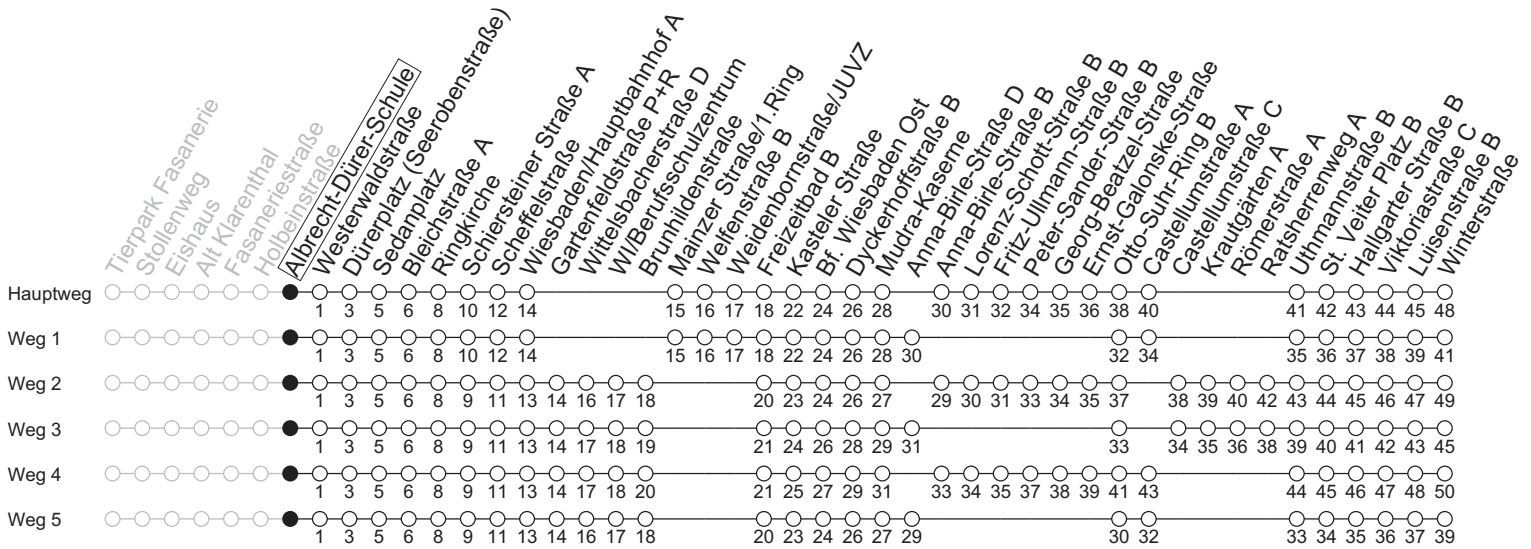 Tierpark Fasanerie
Stollenweg
Eishaus
Alt Klarenthal
Fasaneriestraße
Holbeinstraße
Albrecht-Dürer-Schule
Westerwaldstraße
Dürerplatz (Seerobenstraße)
Sedanplatz
Bleichstraße A
Ringkirche
Schiersteiner Straße A
Scheffelstraße
Wiesbaden/Hauptbahnhof A
Gartenfeldstraße P+R
Wittelsbacherstraße D
WI/Berufsschulzentrum
Brunhildenstraße
Mainzer Straße/1.Ring
Welfenstraße B
Weidenbornstraße/JUVZ
Freizeitbad B
Kasteler Straße
Bf. Wiesbaden Ost
Dyckerhoffstraße B
Mudra-Kaserne
Anna-Birle-Straße D
Anna-Birle-Straße B
Lorenz-Schott-Straße B
Fritz-Ullmann-Straße B
Peter-Sander-Straße B
Georg-Beatzel-Straße
Ernst-Galonske-Straße
Otto-Suhr-Ring B
Castellumstraße A
Castellumstraße C
Krautgärten A
Römerstraße A
Ratsherrenweg A
Uthmannstraße B
St. Veiter Platz B
Hallgarter Straße B
Viktoriastraße C
Luisenstraße B
Winterstraße
Hauptweg
1 3 5 6 8 10 12 14 15 16 17 18 22 24 26 28 30 31 32 34 35 36 38 40 41 42 43 44 45 48
Weg 1
1 3 5 6 8 10 12 14 15 16 17 18 22 24 26 28 30 32 34 35 36 37 38 39 41
Weg 2
1 3 5 6 8 9 11 13 14 16 17 18 20 23 24 26 27 29 30 31 33 34 35 37 38 39 40 42 43 44 45 46 47 49
Weg 3
1 3 5 6 8 9 11 13 14 17 18 19 21 24 26 28 29 31 33 34 35 36 38 39 40 41 42 43 45
Weg 4
1 3 5 6 8 9 11 13 14 17 18 20 21 25 27 29 31 33 34 35 37 38 39 41 43 44 45 46 47 48 50
Weg 5
1 3 5 6 8 9 11 13 14 16 17 18 20 23 24 26 27 29 30 32 33 34 35 36 37 39